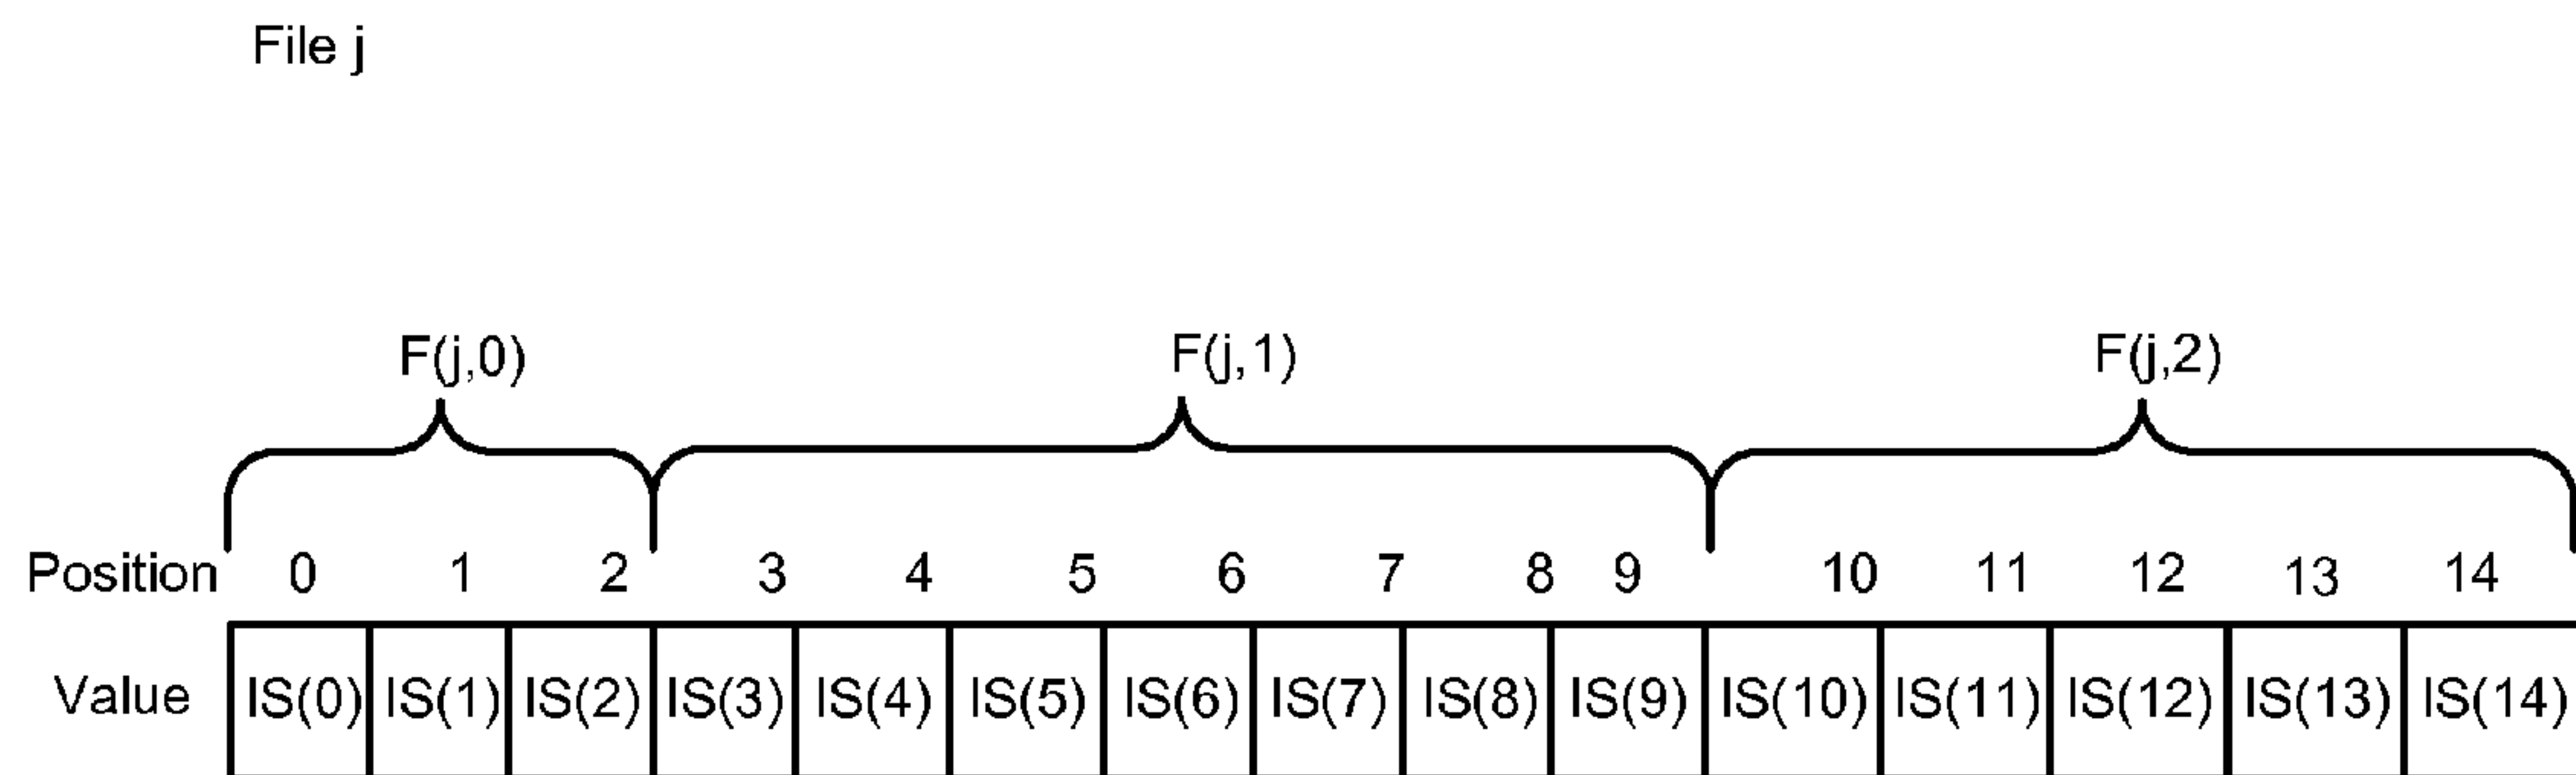 File j
F(j,0) F(j,1) F(j,2)
Position 0 1 2 3 4 5 6 7 8 9 10 11 12 13 14
Value IS(0) IS(1) IS(2) IS(3) IS(4) IS(5) IS(6) IS(7) IS(8) IS(9) IS(10) IS(11) IS(12) IS(13) IS(14)